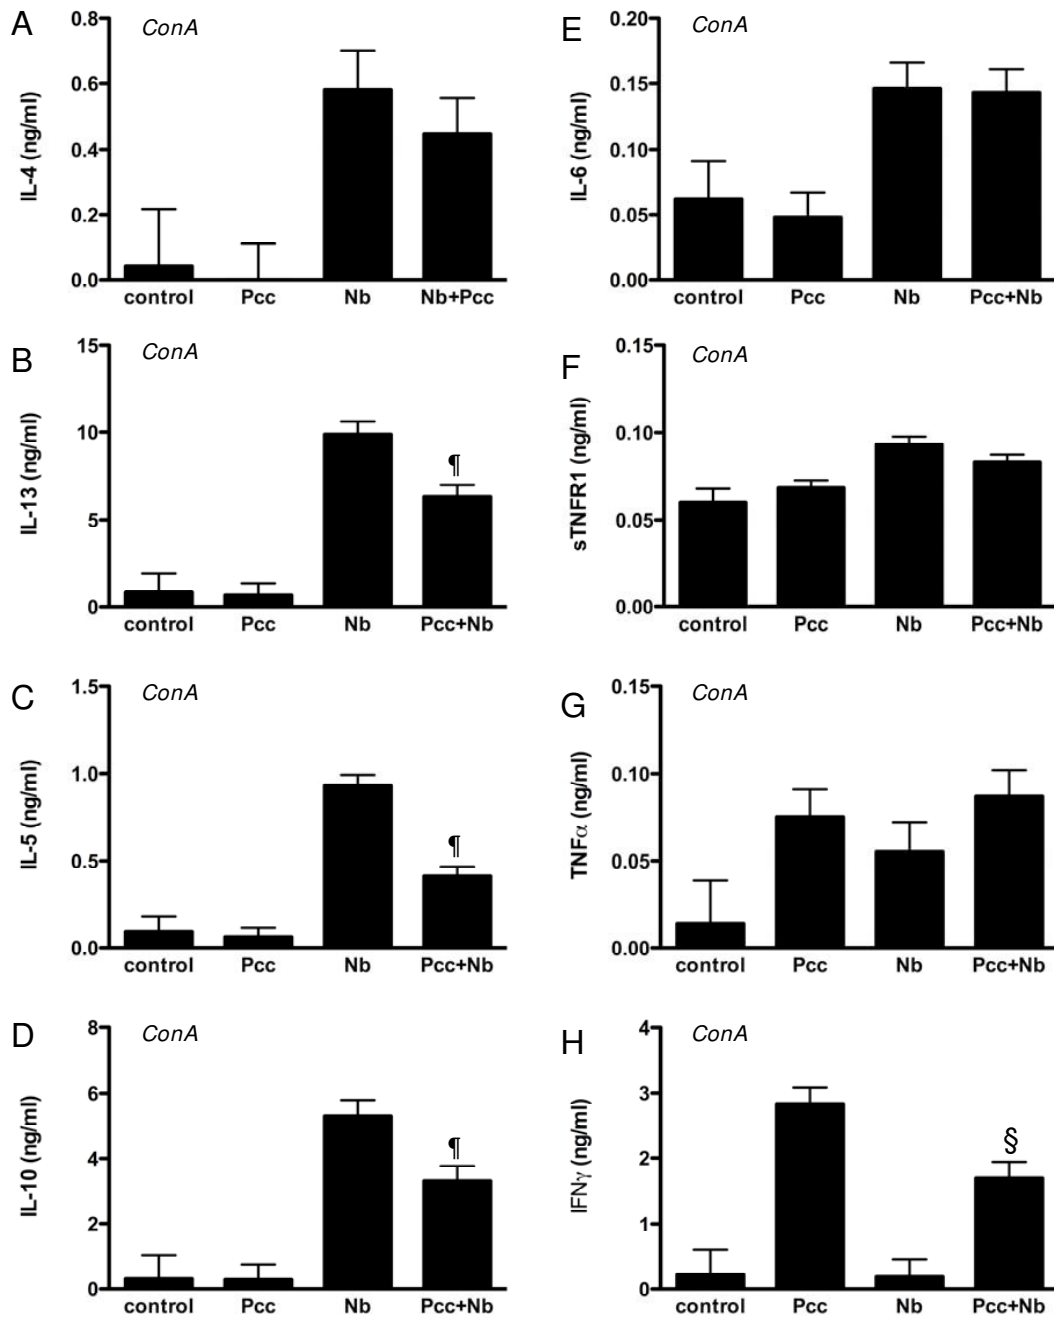 A
ConA
IL-4 (ng/ml)
0.8
0.6
0.4
0.2
0.0
control Pcc Nb Nb+Pcc
B
ConA
IL-13 (ng/ml)
15
10
5
0
¶
control Pcc Nb Pcc+Nb
C
ConA
IL-5 (ng/ml)
1.5
1.0
0.5
0.0
¶
control Pcc Nb Pcc+Nb
D
ConA
IL-10 (ng/ml)
8
6
4
2
0
¶
control Pcc Nb Pcc+Nb
E
ConA
IL-6 (ng/ml)
0.20
0.15
0.10
0.05
0.00
control Pcc Nb Pcc+Nb
F
ConA
sTNFR1 (ng/ml)
0.15
0.10
0.05
0.00
control Pcc Nb Pcc+Nb
G
ConA
TNFα (ng/ml)
0.15
0.10
0.05
0.00
control Pcc Nb Pcc+Nb
H
ConA
IFNγ (ng/ml)
4
3
2
1
0
§
control Pcc Nb Pcc+Nb